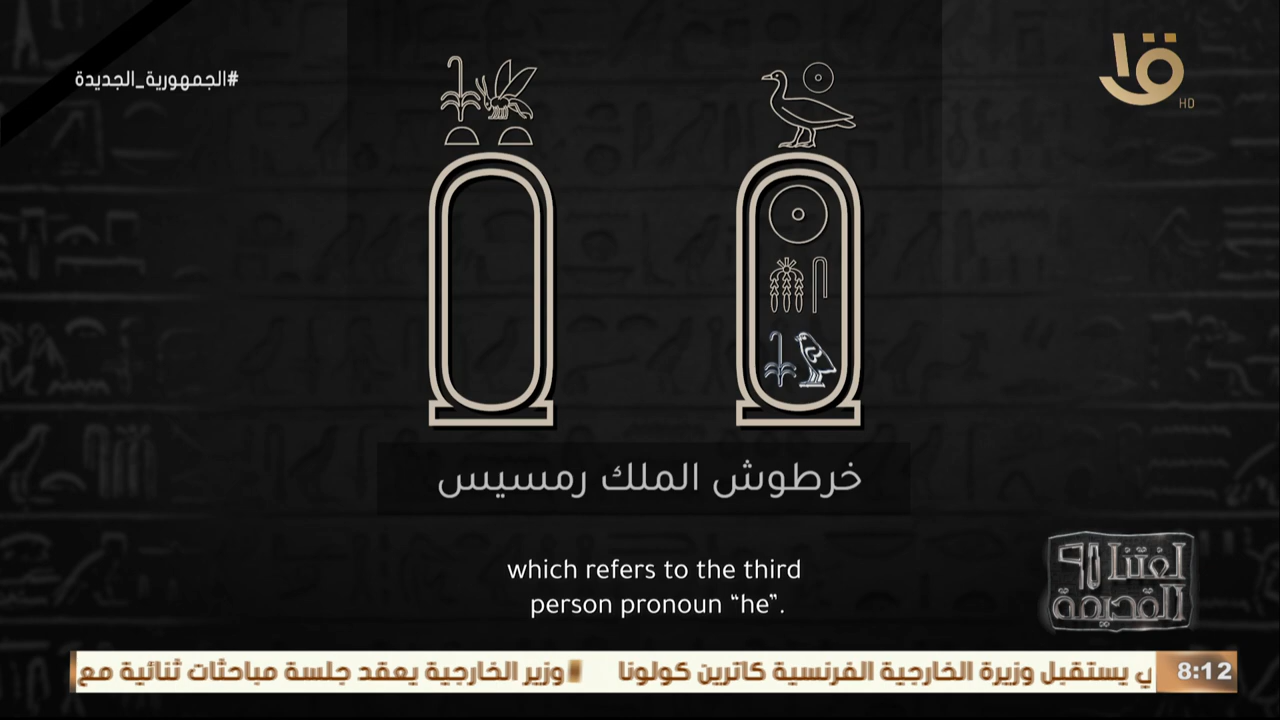 #الجمهورية_الجديدة
HD
خرطوش الملك رمسيس
which refers to the third
person pronoun “he”.
لغتنا
القديمة
8:12
ي يستقبل وزيرة الخارجية الفرنسية كاترين كولونا وزير الخارجية يعقد جلسة مباحثات ثنائية مع